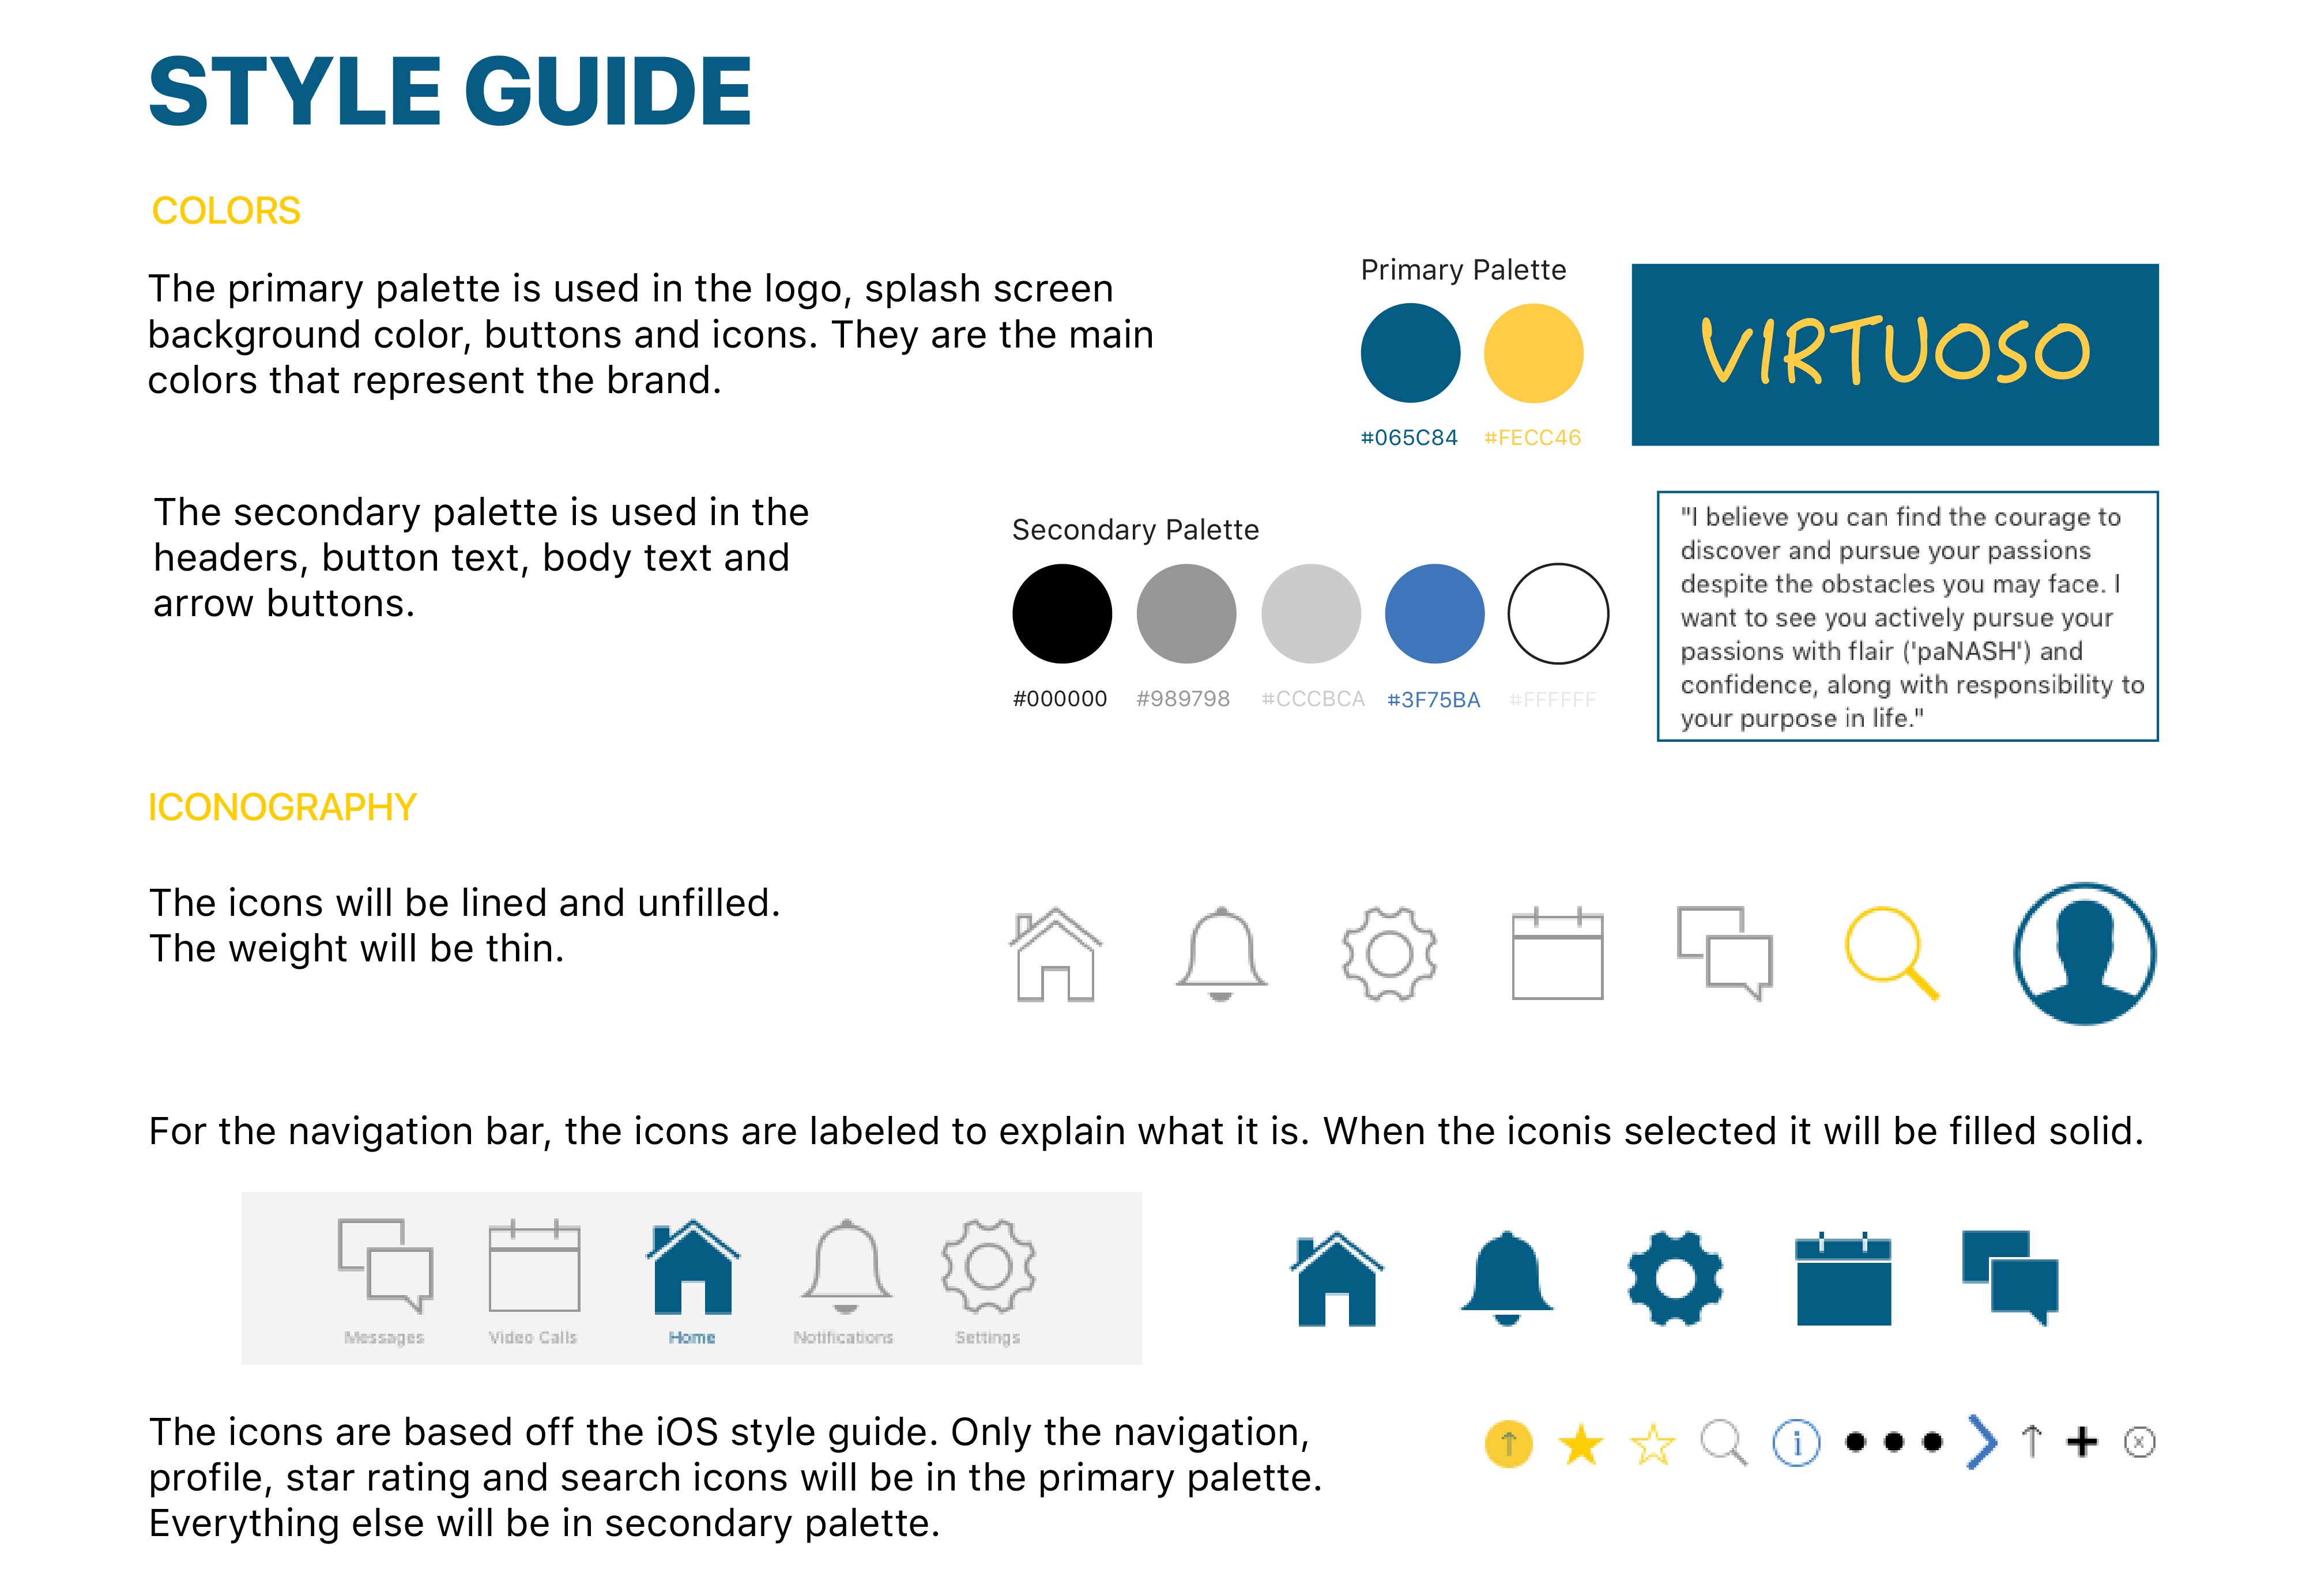 STYLE GUIDE
COLORS
The primary palette is used in the logo, splash screen
background color, buttons and icons. They are the main
colors that represent the brand.
Primary Palette
#065C84 #FECC46
VIRTUOSO
The secondary palette is used in the
headers, button text, body text and
arrow buttons.
Secondary Palette
#000000 #989798 #CCCBCA #3F75BA #FFFFFF
"I believe you can find the courage to
discover and pursue your passions
despite the obstacles you may face. I
want to see you actively pursue your
passions with flair ('paNASH') and
confidence, along with responsibility to
your purpose in life."
ICONOGRAPHY
The icons will be lined and unfilled.
The weight will be thin.
For the navigation bar, the icons are labeled to explain what it is. When the iconis selected it will be filled solid.
Messages Video Calls Home Notifications Settings
The icons are based off the iOS style guide. Only the navigation,
profile, star rating and search icons will be in the primary palette.
Everything else will be in secondary palette.